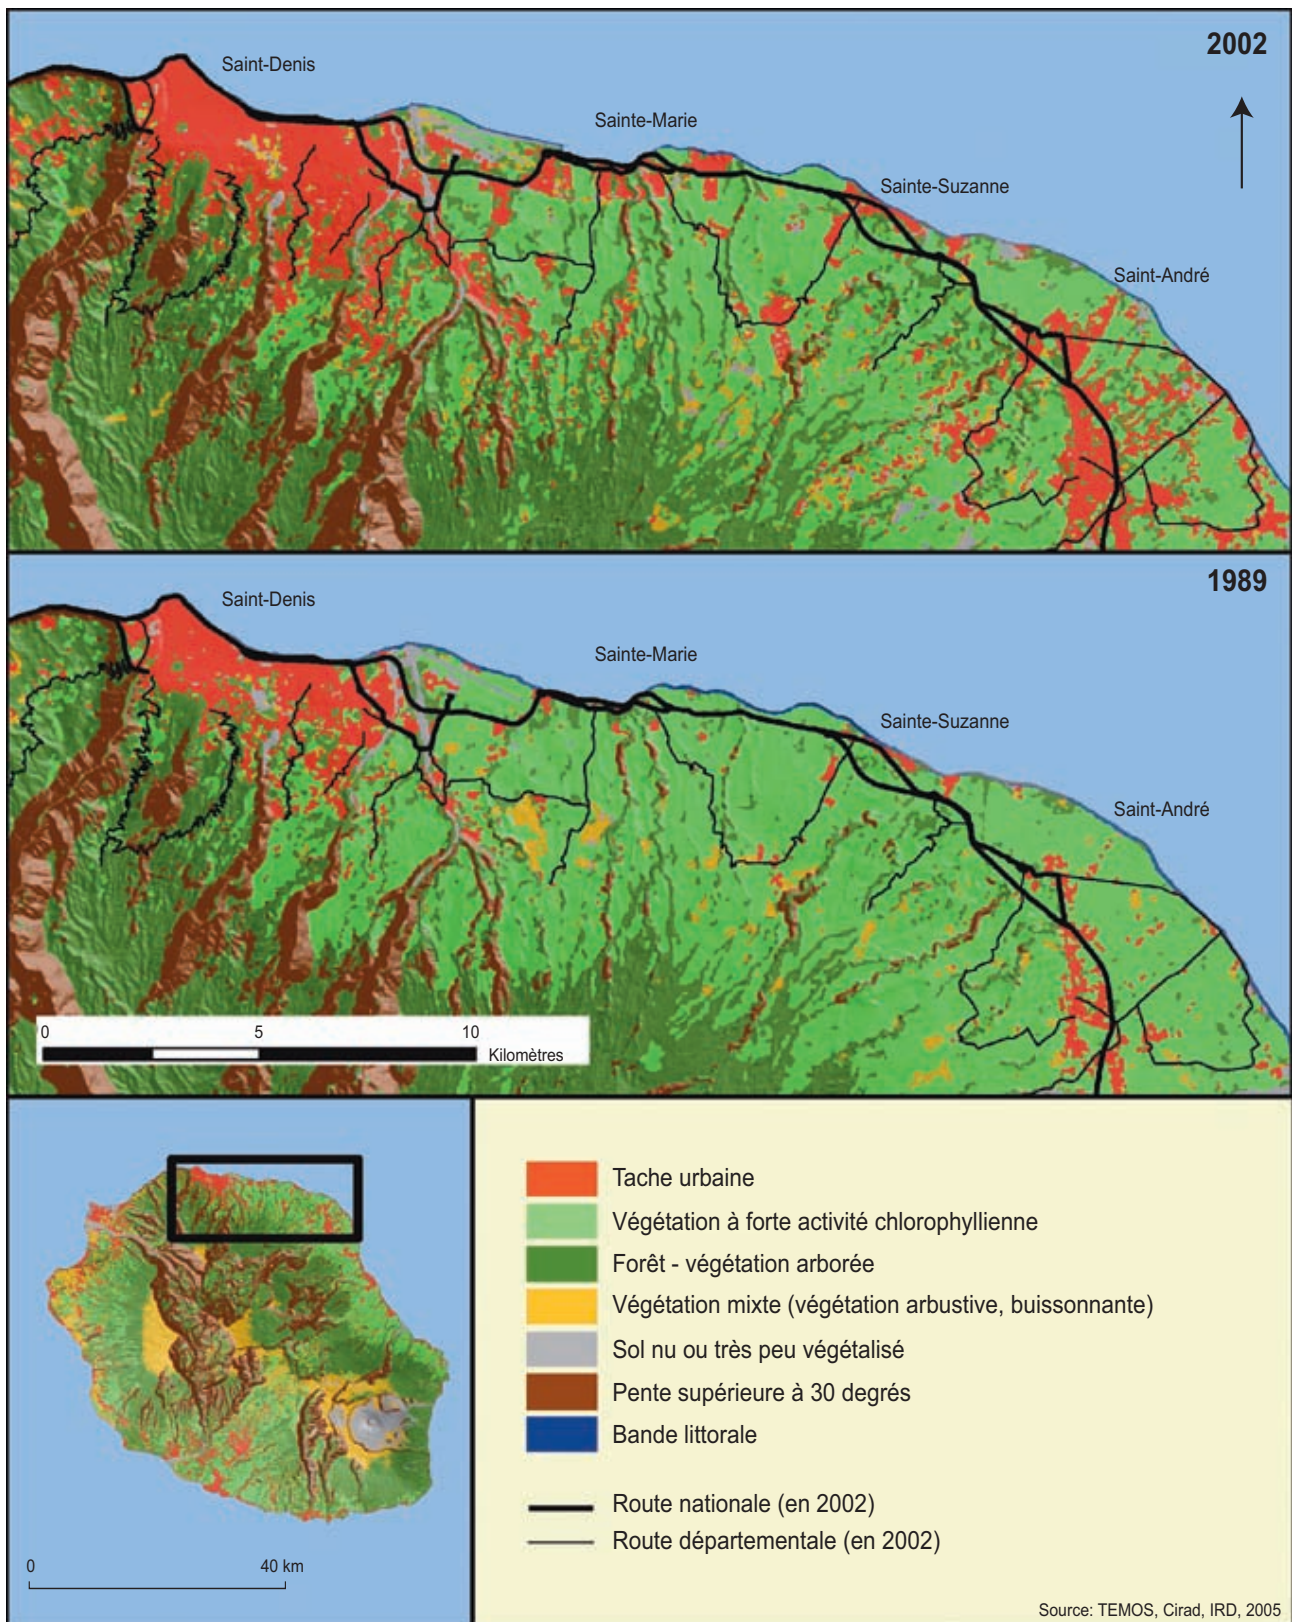 2002
Saint-Denis
Sainte-Marie
Sainte-Suzanne
Saint-André
1989
Saint-Denis
Sainte-Marie
Sainte-Suzanne
Saint-André
0 5 10
Kilomètres
Tache urbaine
Végétation à forte activité chlorophyllienne
Forêt - végétation arborée
Végétation mixte (végétation arbustive, buissonnante)
Sol nu ou très peu végétalisé
Pente supérieure à 30 degrés
Bande littorale
Route nationale (en 2002)
Route départementale (en 2002)
0 40 km
Source: TEMOS, Cirad, IRD, 2005